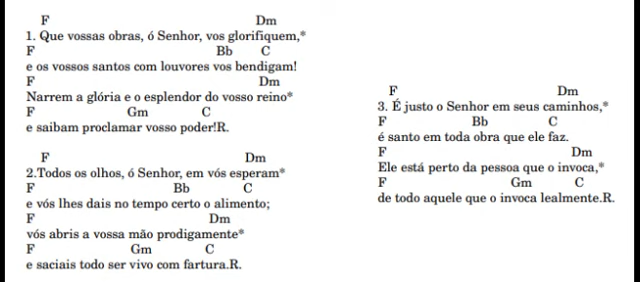 F Dm
1. Que vossas obras, ó Senhor, vos glorifiquem,*
F Bb C
e os vossos santos com louvores vos bendigam!
F Dm
Narrem a glória e o esplendor do vosso reino*
F Gm C
e saibam proclamar vosso poder!R.
F Dm
2.Todos os olhos, ó Senhor, em vós esperam*
F Bb C
e vós lhes dais no tempo certo o alimento;
F Dm
vós abris a vossa mão prodigamente*
F Gm C
e saciais todo ser vivo com fartura.R.
F Dm
3. É justo o Senhor em seus caminhos,*
F Bb C
é santo em toda obra que ele faz.
F Dm
Ele está perto da pessoa que o invoca,*
F Gm C
de todo aquele que o invoca lealmente.R.